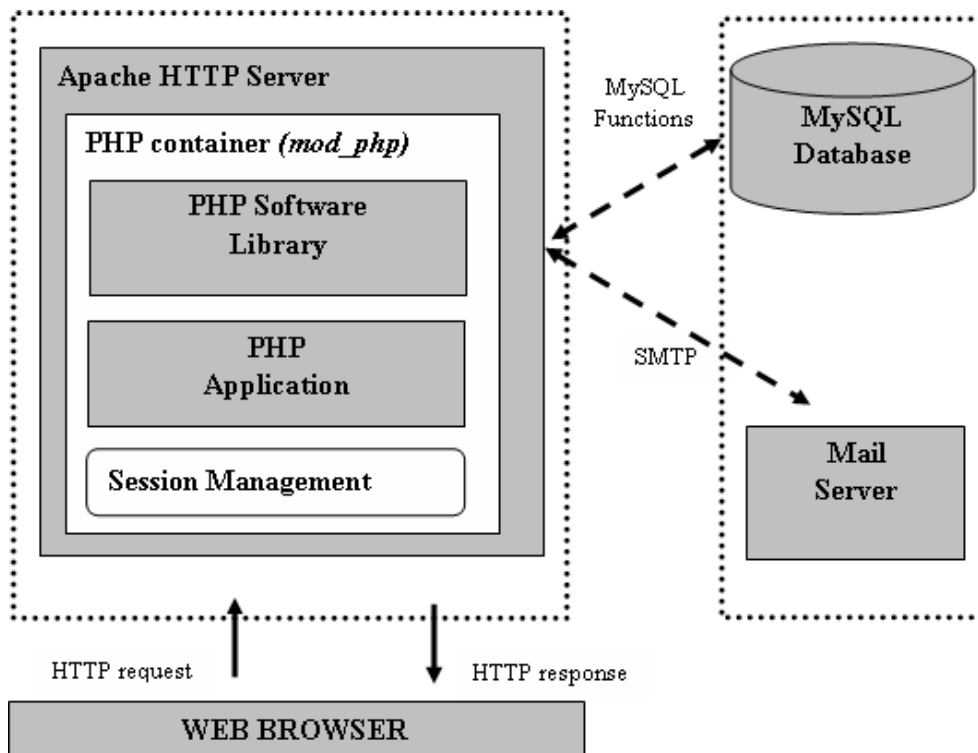 Apache HTTP Server
PHP container (mod_php)
PHP Software
Library
PHP
Application
Session Management
MySQL
Functions
MySQL
Database
SMTP
Mail
Server
HTTP request
HTTP response
WEB BROWSER